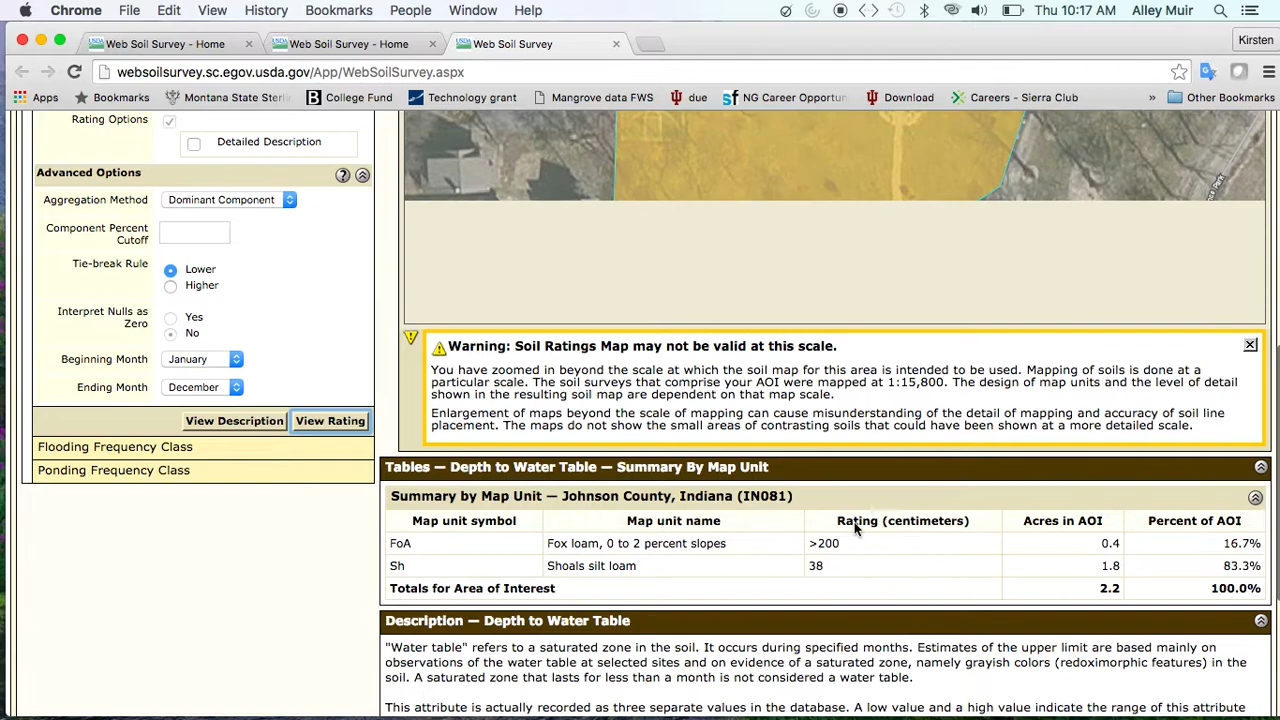 Chrome File Edit View History Bookmarks People Window Help Thu 10:17 AM Alley Muir
Web Soil Survey - Home Web Soil Survey - Home Web Soil Survey Kirsten
websoilsurvey.sc.egov.usda.gov/App/WebSoilSurvey.aspx
Apps Bookmarks Montana State Sterli B College Fund Technology grant Mangrove data FWS due NG Career Opportun Download Careers - Sierra Club » Other Bookmarks
Rating Options
Detailed Description
Advanced Options
Aggregation Method Dominant Component
Component Percent
Cutoff
Tie-break Rule Lower
Higher
Interpret Nulls as
Zero
Yes
No
Beginning Month January
Ending Month December
View Description View Rating
Flooding Frequency Class
Ponding Frequency Class
Warning: Soil Ratings Map may not be valid at this scale.
You have zoomed in beyond the scale at which the soil map for this area is intended to be used. Mapping of soils is done at a
particular scale. The soil surveys that comprise your AOI were mapped at 1:15,800. The design of map units and the level of detail
shown in the resulting soil map are dependent on that map scale.
Enlargement of maps beyond the scale of mapping can cause misunderstanding of the detail of mapping and accuracy of soil line
placement. The maps do not show the small areas of contrasting soils that could have been shown at a more detailed scale.
Tables — Depth to Water Table — Summary By Map Unit
Summary by Map Unit — Johnson County, Indiana (IN081)
Map unit symbol Map unit name Rating (centimeters) Acres in AOI Percent of AOI
FoA Fox loam, 0 to 2 percent slopes >200 0.4 16.7%
Sh Shoals silt loam 38 1.8 83.3%
Totals for Area of Interest 2.2 100.0%
Description — Depth to Water Table
"Water table" refers to a saturated zone in the soil. It occurs during specified months. Estimates of the upper limit are based mainly on
observations of the water table at selected sites and on evidence of a saturated zone, namely grayish colors (redoximorphic features) in the
soil. A saturated zone that lasts for less than a month is not considered a water table.
This attribute is actually recorded as three separate values in the database. A low value and a high value indicate the range of this attribute